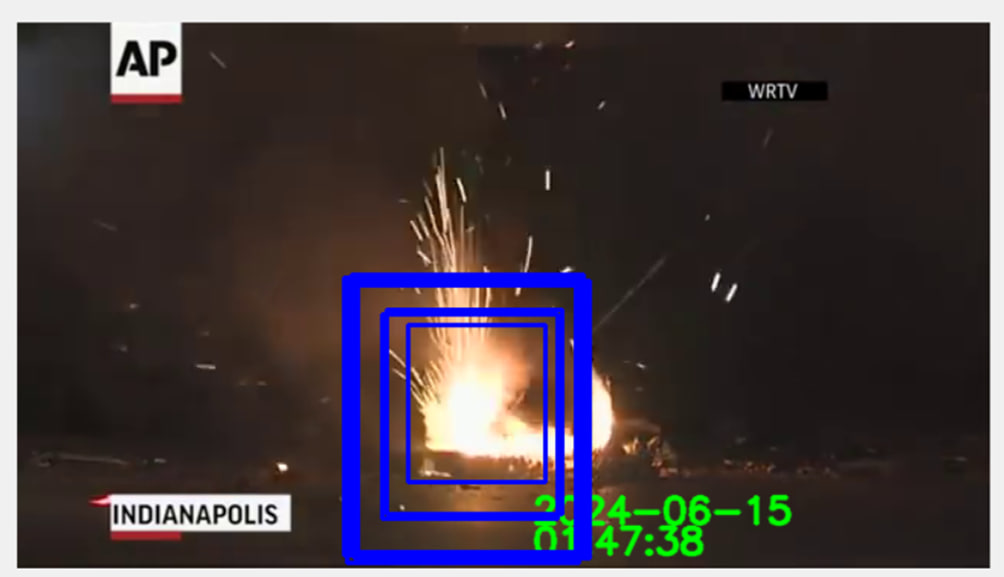 AP
WRTV
INDIANAPOLIS
2024-06-15
01:47:38